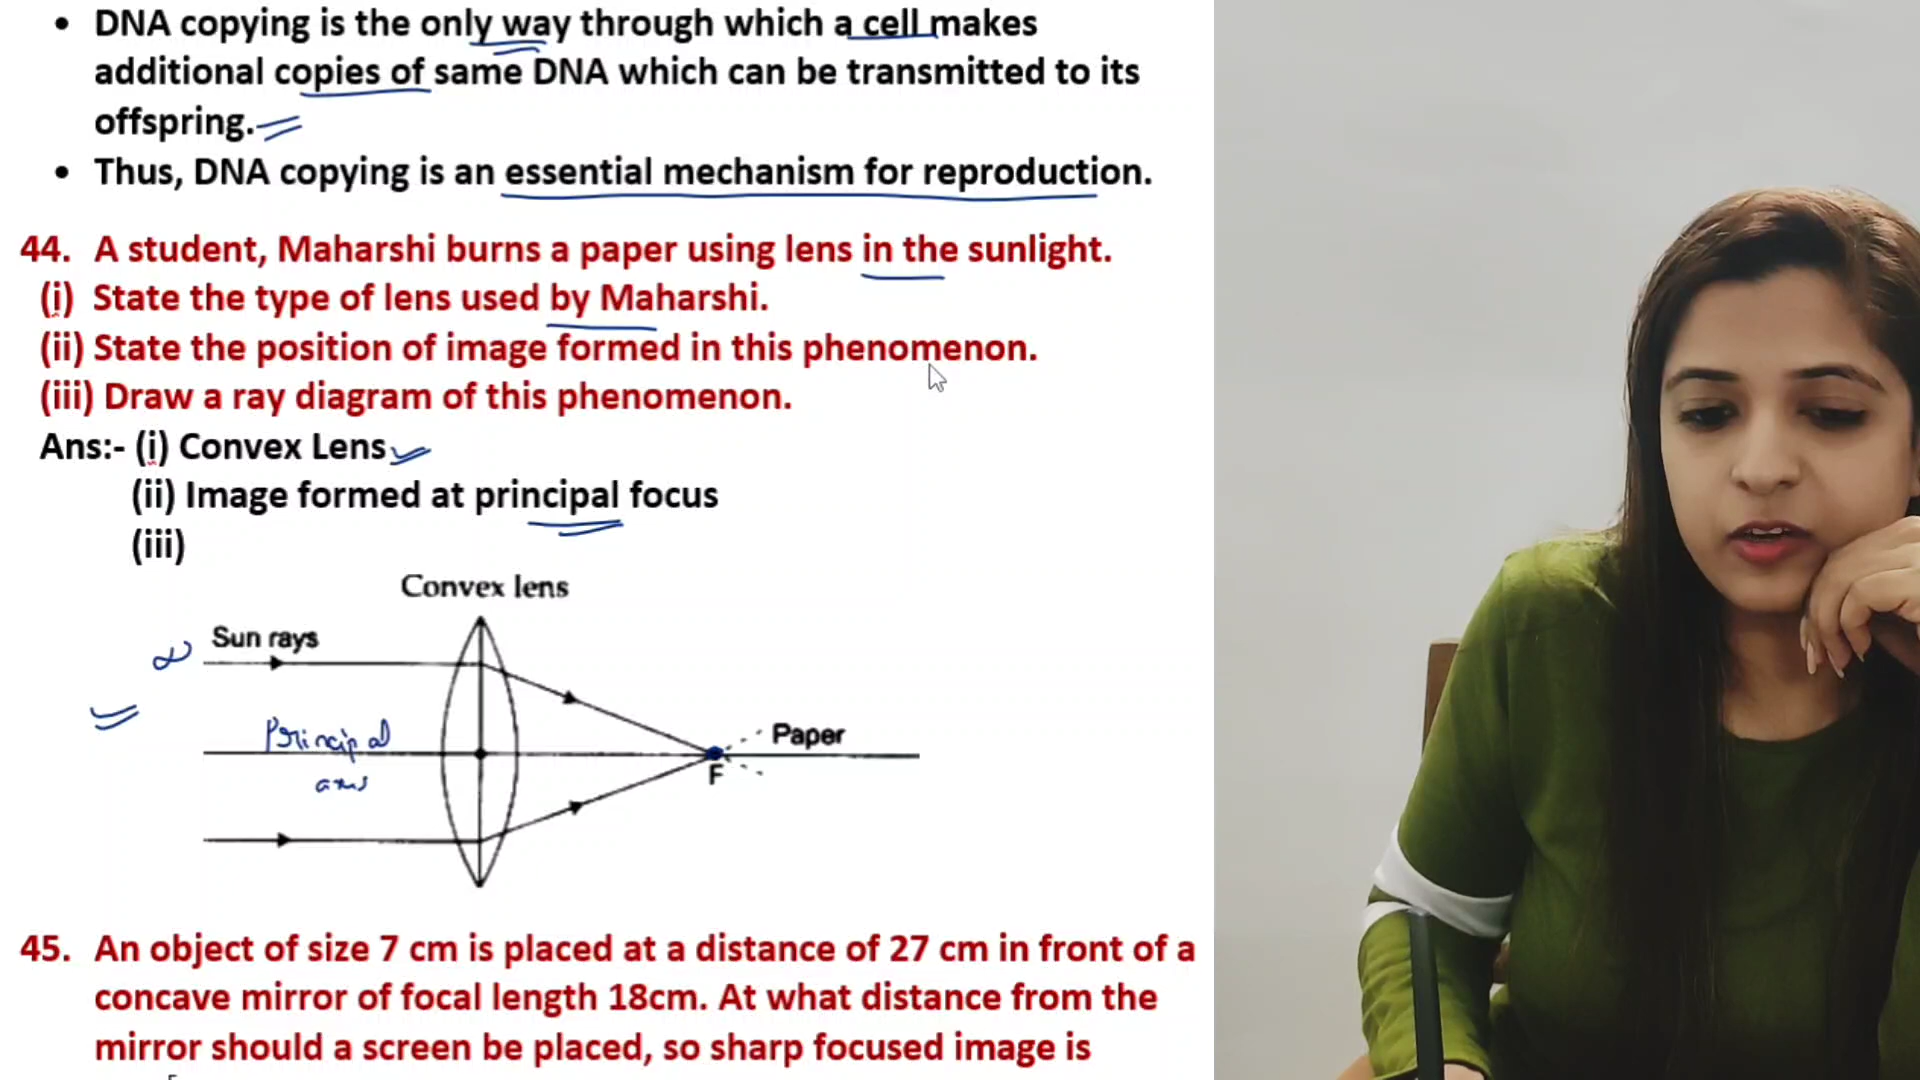 • DNA copying is the only way through which a cell makes
additional copies of same DNA which can be transmitted to its
offspring.
• Thus, DNA copying is an essential mechanism for reproduction.
44. A student, Maharshi burns a paper using lens in the sunlight.
(i) State the type of lens used by Maharshi.
(ii) State the position of image formed in this phenomenon.
(iii) Draw a ray diagram of this phenomenon.
Ans:- (i) Convex Lens
(ii) Image formed at principal focus
(iii)
Convex lens
∞ Sun rays
Principal
axis
Paper
F
45. An object of size 7 cm is placed at a distance of 27 cm in front of a
concave mirror of focal length 18cm. At what distance from the
mirror should a screen be placed, so sharp focused image is